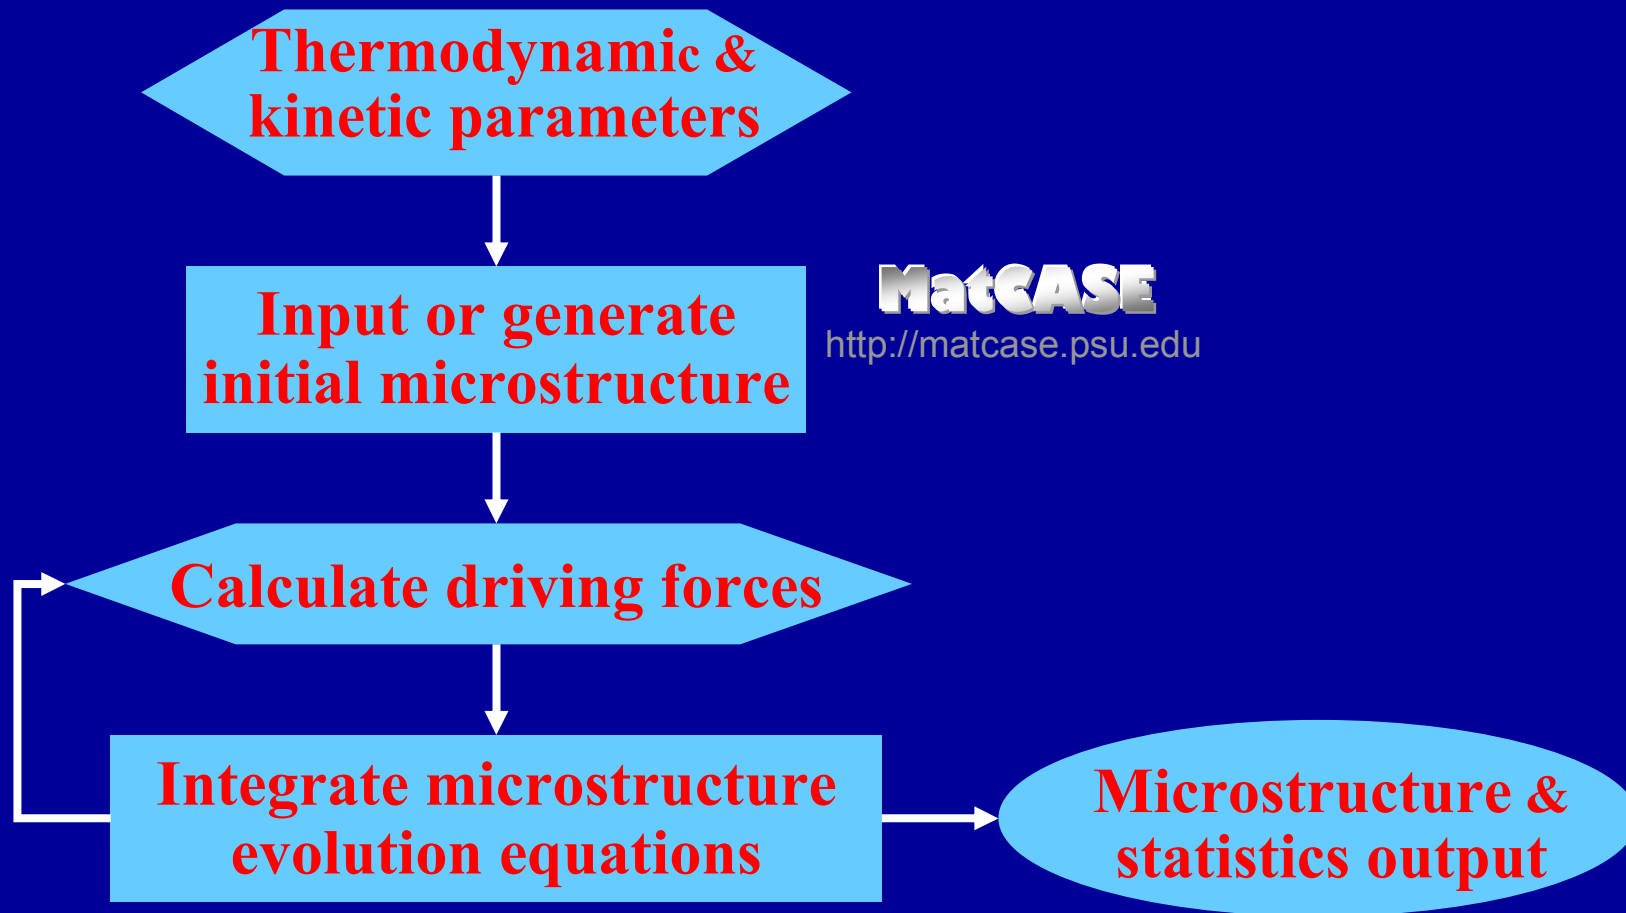 Thermodynamic &
kinetic parameters
Input or generate
initial microstructure
MatCASE
http://matcase.psu.edu
Calculate driving forces
Integrate microstructure
evolution equations
Microstructure &
statistics output